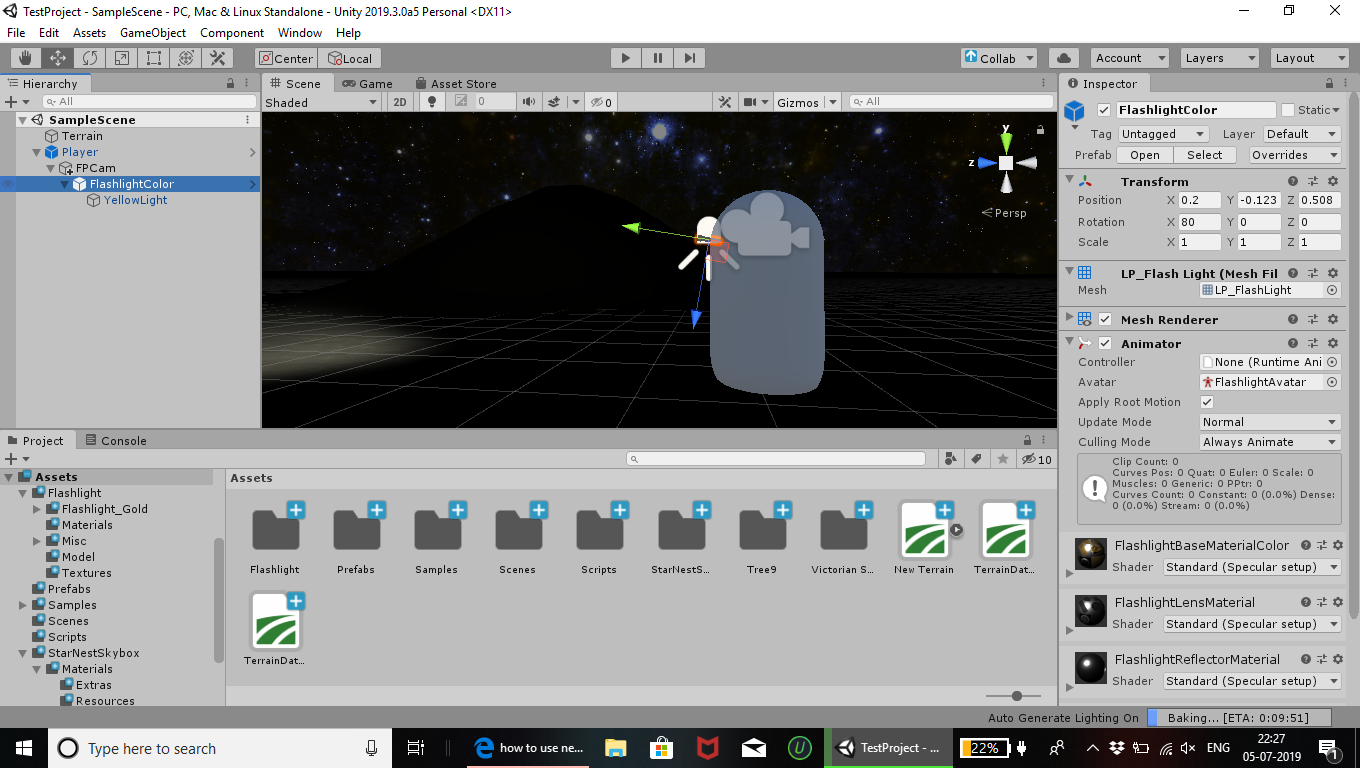 TestProject - SampleScene - PC, Mac & Linux Standalone - Unity 2019.3.0a5 Personal <DX11>
File Edit Assets GameObject Component Window Help
Center Local Collab Account Layers Layout
Hierarchy
All
SampleScene
Terrain
Player
FPCam
FlashlightColor
YellowLight
Scene Game Asset Store
Shaded 2D 0 0 Gizmos All
y
z
Persp
Inspector
FlashlightColor Static
Tag Untagged Layer Default
Prefab Open Select Overrides
Transform
Position X 0.2 Y -0.123 Z 0.508
Rotation X 80 Y 0 Z 0
Scale X 1 Y 1 Z 1
LP_Flash Light (Mesh Fil
Mesh LP_FlashLight
Mesh Renderer
Animator
Controller None (Runtime Ani
Avatar FlashlightAvatar
Apply Root Motion
Update Mode Normal
Culling Mode Always Animate
Clip Count: 0
Curves Pos: 0 Quat: 0 Euler: 0 Scale: 0
Muscles: 0 Generic: 0 PPtr: 0
Curves Count: 0 Constant: 0 (0.0%) Dense:
0 (0.0%) Stream: 0 (0.0%)
FlashlightBaseMaterialColor
Shader Standard (Specular setup)
FlashlightLensMaterial
Shader Standard (Specular setup)
FlashlightReflectorMaterial
Shader Standard (Specular setup)
Project Console
10
Assets
Flashlight
Flashlight_Gold
Materials
Misc
Model
Textures
Prefabs
Samples
Scenes
Scripts
StarNestSkybox
Materials
Extras
Resources
Assets
Flashlight Prefabs Samples Scenes Scripts StarNestS... Tree9 Victorian S... New Terrain TerrainDat...
TerrainDat...
Auto Generate Lighting On Baking... [ETA: 0:09:51]
Type here to search
how to use ne...
TestProject - ...
22%
ENG
22:27
05-07-2019
1